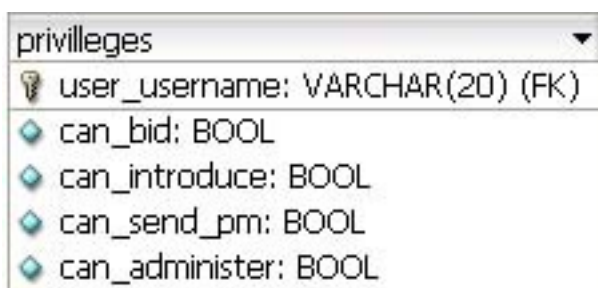 privilleges
user_username: VARCHAR(20) (FK)
can_bid: BOOL
can_introduce: BOOL
can_send_pm: BOOL
can_administer: BOOL